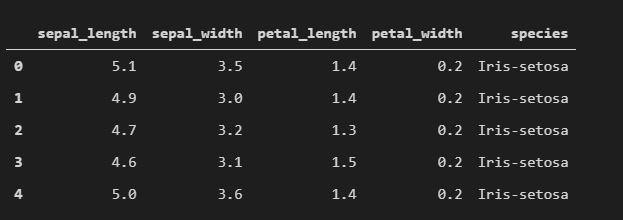 sepal_length sepal_width petal_length petal_width species
0 5.1 3.5 1.4 0.2 Iris-setosa
1 4.9 3.0 1.4 0.2 Iris-setosa
2 4.7 3.2 1.3 0.2 Iris-setosa
3 4.6 3.1 1.5 0.2 Iris-setosa
4 5.0 3.6 1.4 0.2 Iris-setosa